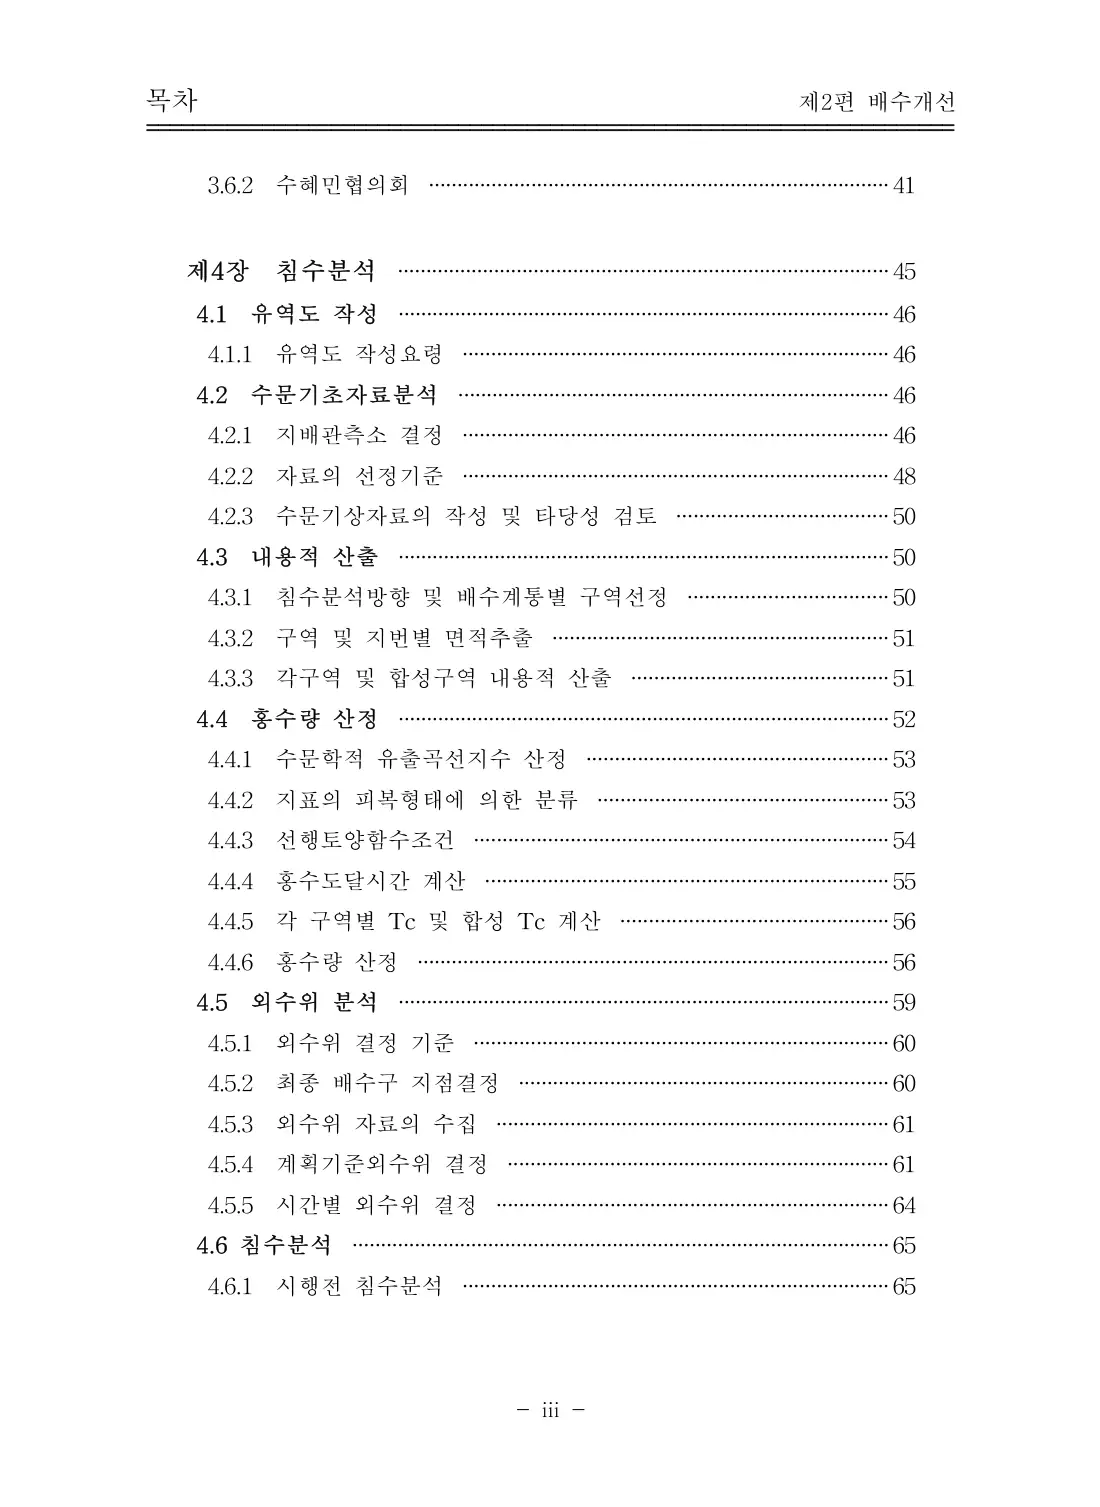 목차 제2편 배수개선
3.6.2 수혜민협의회 ········ 41
제4장 침수분석 ········ 45
4.1 유역도 작성 ········ 46
4.1.1 유역도 작성요령 ········ 46
4.2 수문기초자료분석 ········ 46
4.2.1 지배관측소 결정 ········ 46
4.2.2 자료의 선정기준 ········ 48
4.2.3 수문기상자료의 작성 및 타당성 검토 ········ 50
4.3 내용적 산출 ········ 50
4.3.1 침수분석방향 및 배수계통별 구역선정 ········ 50
4.3.2 구역 및 지번별 면적추출 ········ 51
4.3.3 각구역 및 합성구역 내용적 산출 ········ 51
4.4 홍수량 산정 ········ 52
4.4.1 수문학적 유출곡선지수 산정 ········ 53
4.4.2 지표의 피복형태에 의한 분류 ········ 53
4.4.3 선행토양함수조건 ········ 54
4.4.4 홍수도달시간 계산 ········ 55
4.4.5 각 구역별 Tc 및 합성 Tc 계산 ········ 56
4.4.6 홍수량 산정 ········ 56
4.5 외수위 분석 ········ 59
4.5.1 외수위 결정 기준 ········ 60
4.5.2 최종 배수구 지점결정 ········ 60
4.5.3 외수위 자료의 수집 ········ 61
4.5.4 계획기준외수위 결정 ········ 61
4.5.5 시간별 외수위 결정 ········ 64
4.6 침수분석 ········ 65
4.6.1 시행전 침수분석 ········ 65
- iii -